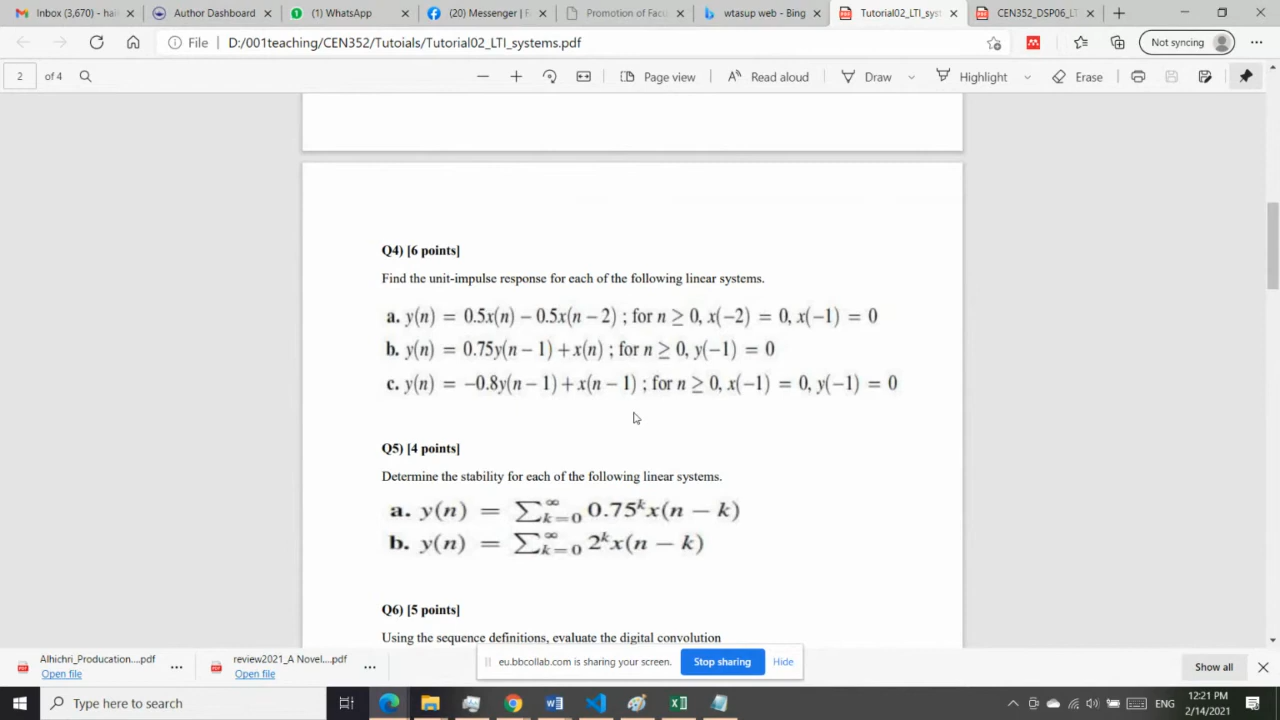 Inbox (3,670) - hai
Author Dashboard
(1) WhatsApp
(20) Messenger | F
Promotion of Facu
wtasup web - Bing
Tutorial02_LTI_syst
CEN352_DSP06_LT
File D:/001teaching/CEN352/Tutoials/Tutorial02_LTI_systems.pdf
Not syncing
2 of 4
Page view
Read aloud
Draw
Highlight
Erase
Q4) [6 points]
Find the unit-impulse response for each of the following linear systems.
a. y(n) = 0.5x(n) − 0.5x(n − 2) ; for n ≥ 0, x(−2) = 0, x(−1) = 0
b. y(n) = 0.75y(n − 1) + x(n) ; for n ≥ 0, y(−1) = 0
c. y(n) = −0.8y(n − 1) + x(n − 1) ; for n ≥ 0, x(−1) = 0, y(−1) = 0
Q5) [4 points]
Determine the stability for each of the following linear systems.
a. y(n) = ∑_{k=0}^{∞} 0.75^k x(n − k)
b. y(n) = ∑_{k=0}^{∞} 2^k x(n − k)
Q6) [5 points]
Using the sequence definitions, evaluate the digital convolution
eu.bbcollab.com is sharing your screen.
Stop sharing
Hide
Alhichri_Producation....pdf
Open file
review2021_A Novel....pdf
Open file
Show all
Type here to search
ENG
12:21 PM
2/14/2021